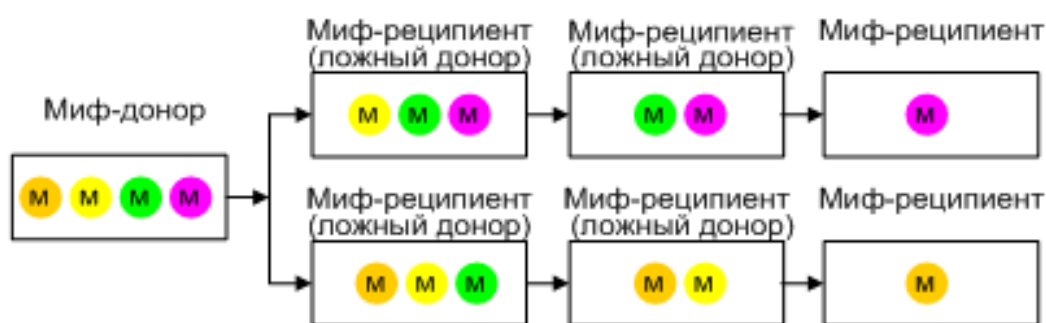 Миф-реципиент
(ложный донор)
Миф-реципиент
(ложный донор)
Миф-реципиент
Миф-донор
м м м
м м
м
м м м м
Миф-реципиент
(ложный донор)
Миф-реципиент
(ложный донор)
Миф-реципиент
м м м
м м
м